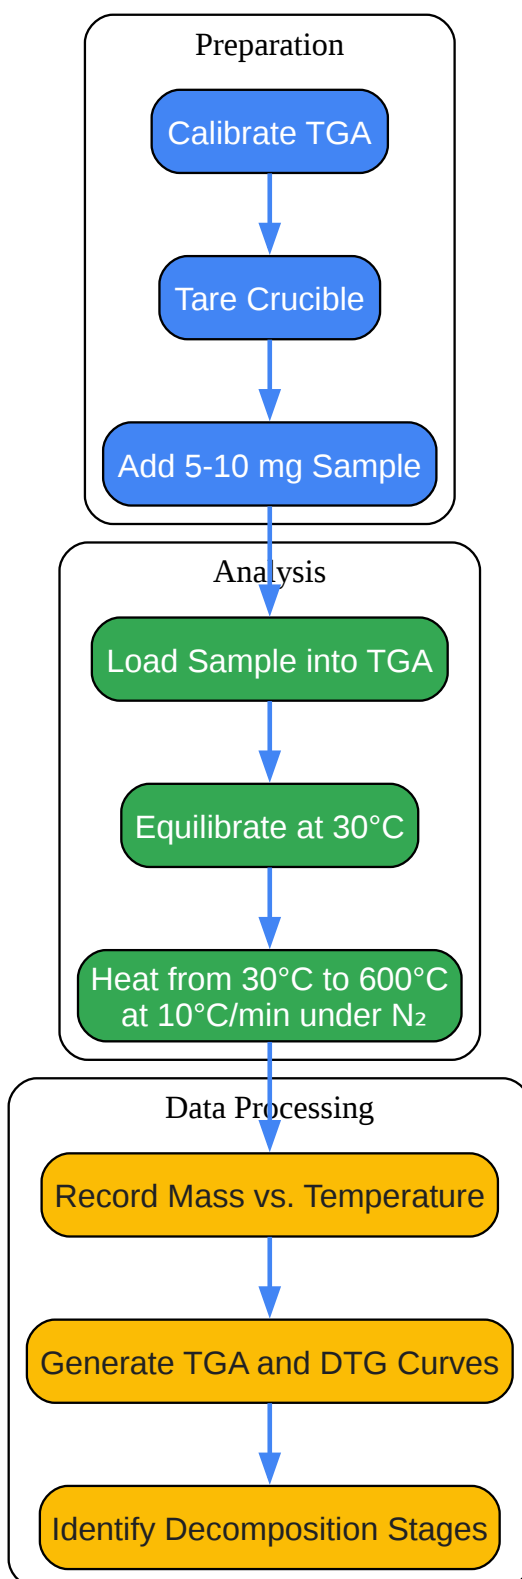 Preparation
Calibrate TGA
Tare Crucible
Add 5-10 mg Sample
Analysis
Load Sample into TGA
Equilibrate at 30°C
Heat from 30°C to 600°C
at 10°C/min under N₂
Data Processing
Record Mass vs. Temperature
Generate TGA and DTG Curves
Identify Decomposition Stages